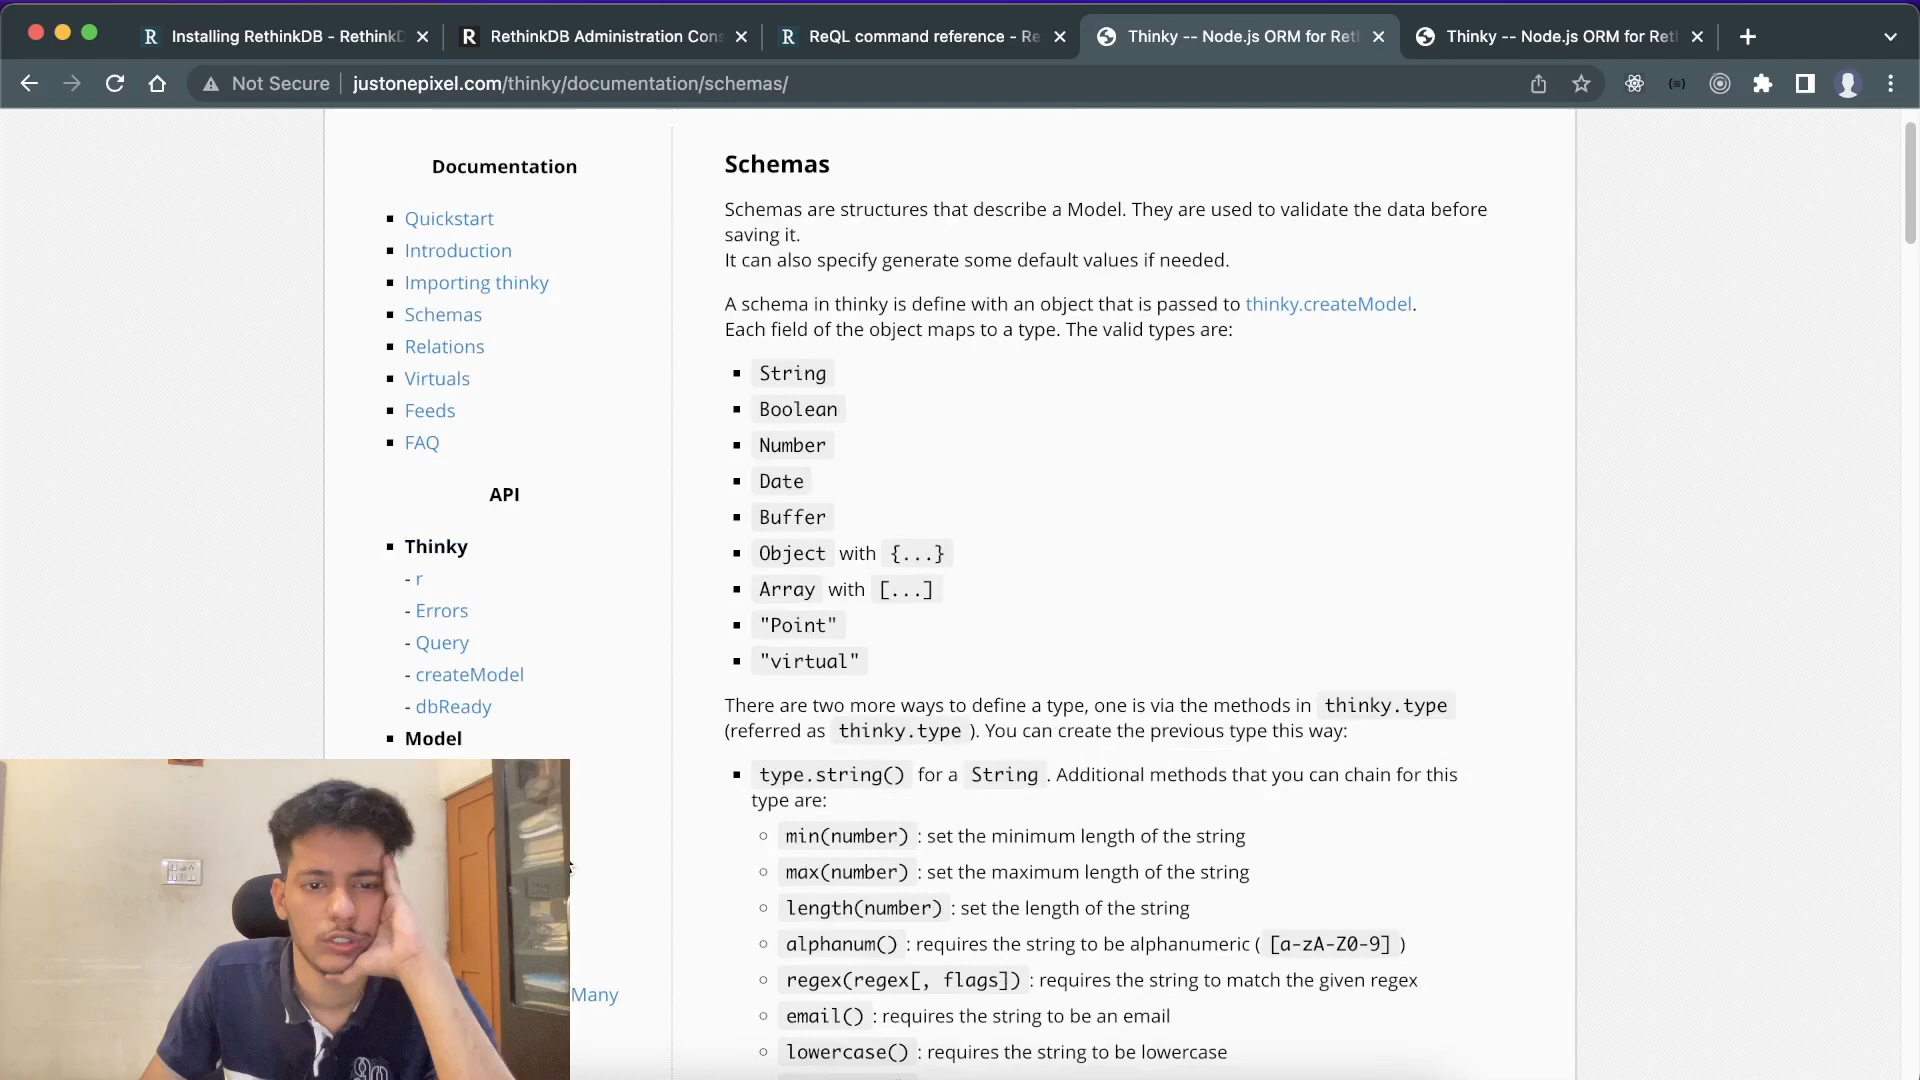 Installing RethinkDB - RethinkD
RethinkDB Administration Cons
ReQL command reference - Re
Thinky -- Node.js ORM for Reth
Thinky -- Node.js ORM for Reth
Not Secure
justonepixel.com/thinky/documentation/schemas/
Documentation
Quickstart
Introduction
Importing thinky
Schemas
Relations
Virtuals
Feeds
FAQ
API
Thinky
- r
- Errors
- Query
- createModel
- dbReady
Model
Many
Schemas
Schemas are structures that describe a Model. They are used to validate the data before
saving it.
It can also specify generate some default values if needed.
A schema in thinky is define with an object that is passed to thinky.createModel.
Each field of the object maps to a type. The valid types are:
String
Boolean
Number
Date
Buffer
Object with {...}
Array with [...]
"Point"
"virtual"
There are two more ways to define a type, one is via the methods in thinky.type
(referred as thinky.type ). You can create the previous type this way:
type.string() for a String . Additional methods that you can chain for this
type are:
min(number) : set the minimum length of the string
max(number) : set the maximum length of the string
length(number) : set the length of the string
alphanum() : requires the string to be alphanumeric ( [a-zA-Z0-9] )
regex(regex[, flags]) : requires the string to match the given regex
email() : requires the string to be an email
lowercase() : requires the string to be lowercase